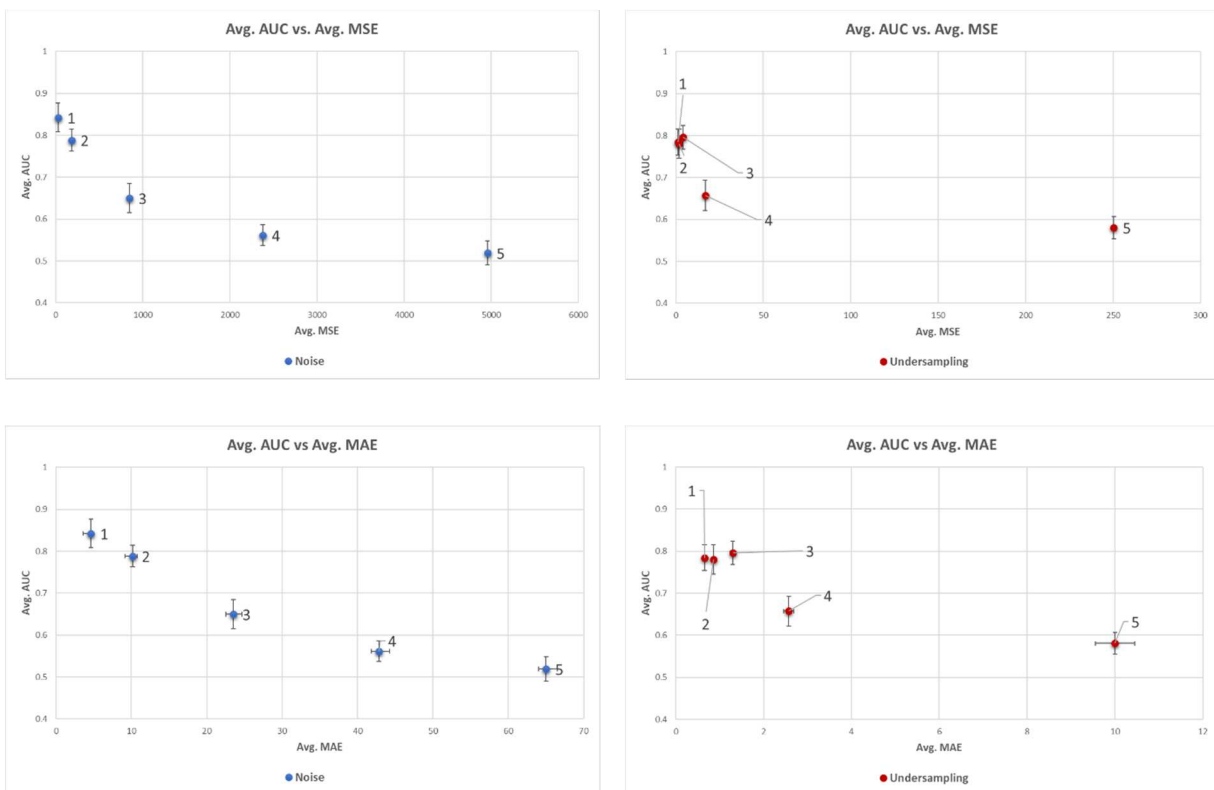 Avg. AUC vs. Avg. MSE
1
0.9
0.8
0.7
0.6
0.5
0.4
Avg. AUC
1
2
3
4
5
0 1000 2000 3000 4000 5000 6000
Avg. MSE
Noise
Avg. AUC vs. Avg. MSE
1
0.9
0.8
0.7
0.6
0.5
0.4
Avg. AUC
1
2
3
4
5
0 50 100 150 200 250 300
Avg. MSE
Undersampling
Avg. AUC vs Avg. MAE
1
0.9
0.8
0.7
0.6
0.5
0.4
Avg. AUC
1
2
3
4
5
0 10 20 30 40 50 60 70
Avg. MAE
Noise
Avg. AUC vs Avg. MAE
1
0.9
0.8
0.7
0.6
0.5
0.4
Avg. AUC
1
2
3
4
5
0 2 4 6 8 10 12
Avg. MAE
Undersampling